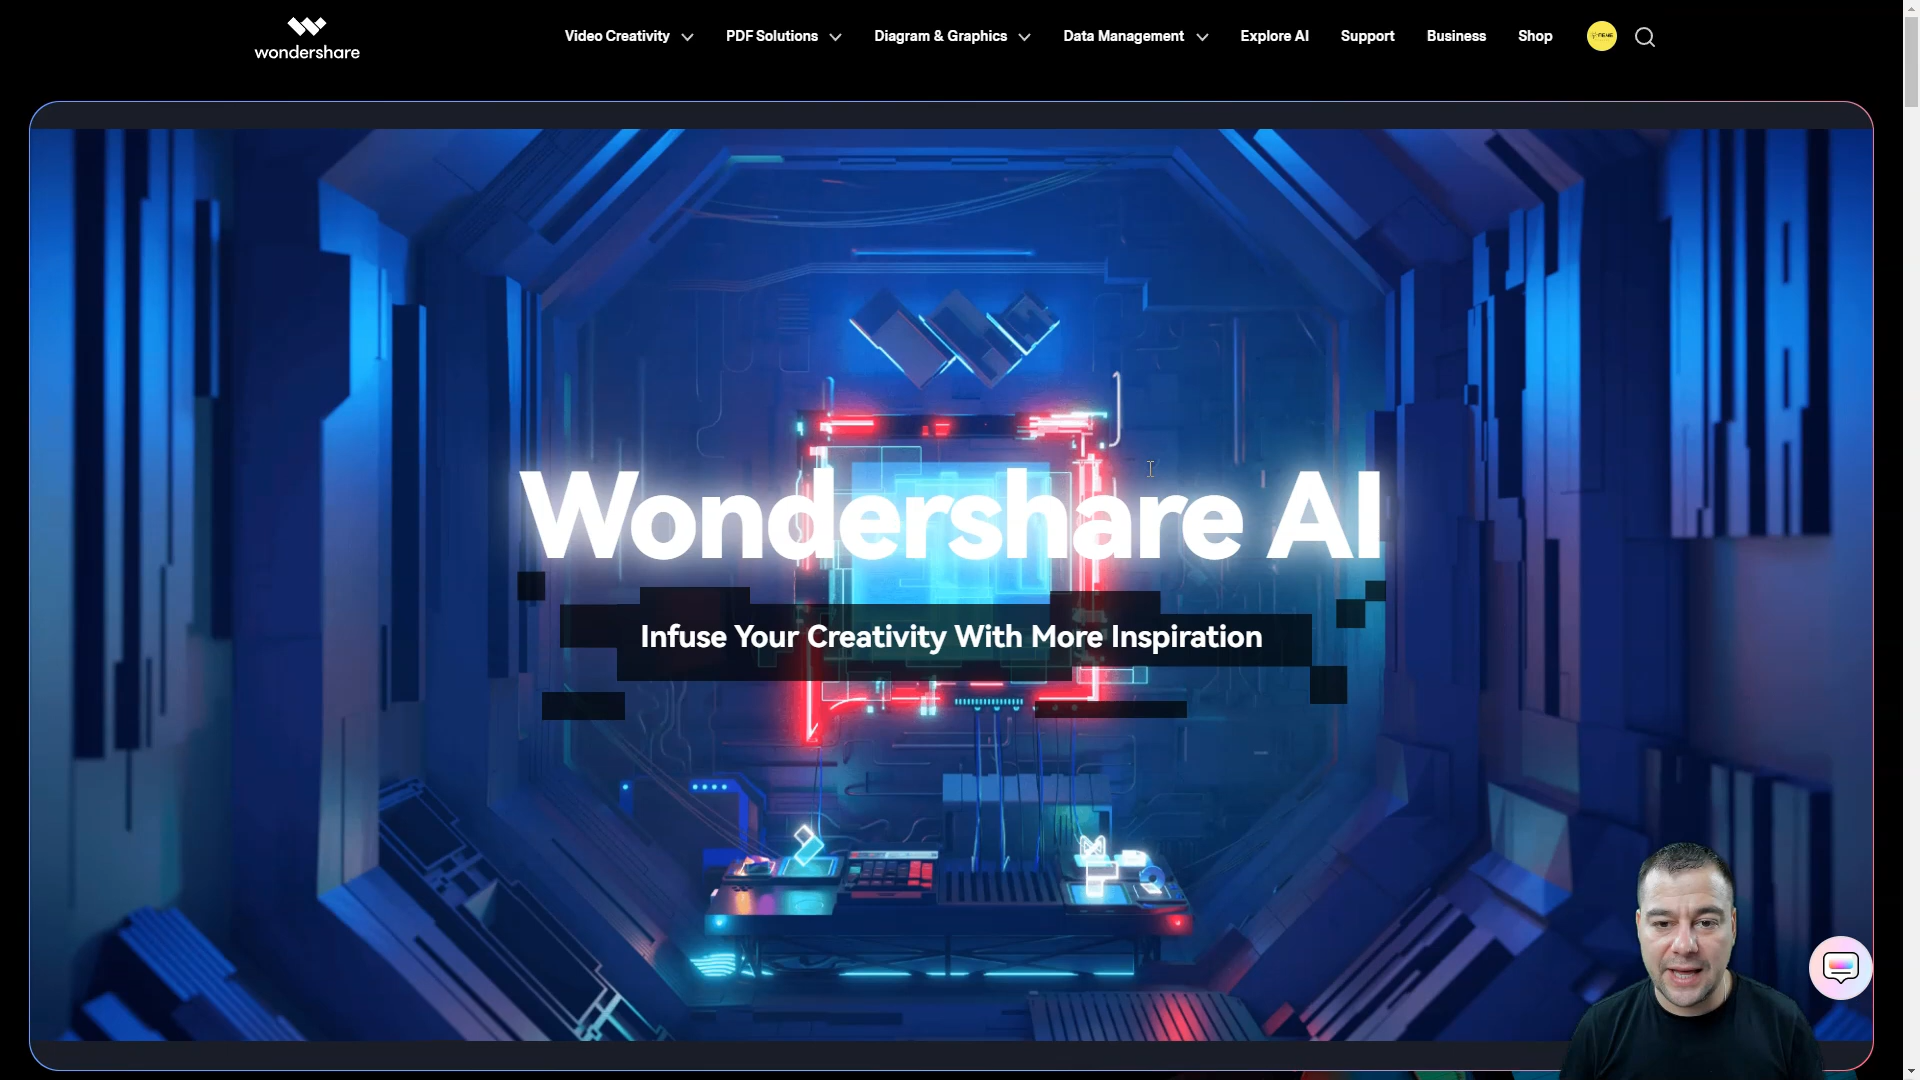 wondershare
Video Creativity
PDF Solutions
Diagram & Graphics
Data Management
Explore AI
Support
Business
Shop
Wondershare AI
Infuse Your Creativity With More Inspiration